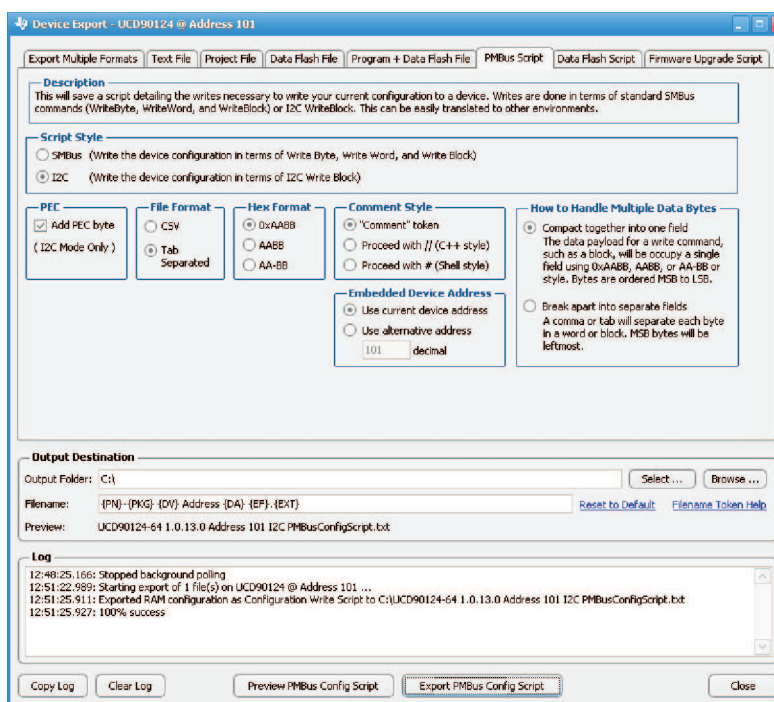 Device Export - UCD90124 @ Address 101
Export Multiple Formats
Text File
Project File
Data Flash File
Program + Data Flash File
PMBus Script
Data Flash Script
Firmware Upgrade Script
Description
This will save a script detailing the writes necessary to write your current configuration to a device. Writes are done in terms of standard SMBus
commands (WriteByte, WriteWord, and WriteBlock) or I2C WriteBlock. This can be easily translated to other environments.
Script Style
SMBus (Write the device configuration in terms of Write Byte, Write Word, and Write Block)
I2C (Write the device configuration in terms of I2C Write Block)
PEC
Add PEC byte
( I2C Mode Only )
File Format
CSV
Tab
Separated
Hex Format
0xAABB
AABB
AA-BB
Comment Style
"Comment" token
Proceed with // (C++ style)
Proceed with # (Shell style)
Embedded Device Address
Use current device address
Use alternative address
101 decimal
How to Handle Multiple Data Bytes
Compact together into one field
The data payload for a write command,
such as a block, will be occupy a single
field using 0xAABB, AABB, or AA-BB or
style. Bytes are ordered MSB to LSB.
Break apart into separate fields
A comma or tab will separate each byte
in a word or block. MSB bytes will be
leftmost.
Output Destination
Output Folder: C:\
Select ...
Browse ...
Filename: {PN}-{PKG} {DV} Address {DA} {EF}.{EXT}
Reset to Default
Filename Token Help
Preview: UCD90124-64 1.0.13.0 Address 101 I2C PMBusConfigScript.txt
Log
12:48:25.166: Stopped background polling
12:51:22.989: Starting export of 1 file(s) on UCD90124 @ Address 101 ...
12:51:25.911: Exported RAM configuration as Configuration Write Script to C:\UCD90124-64 1.0.13.0 Address 101 I2C PMBusConfigScript.txt
12:51:25.927: 100% success
Copy Log
Clear Log
Preview PMBus Config Script
Export PMBus Config Script
Close